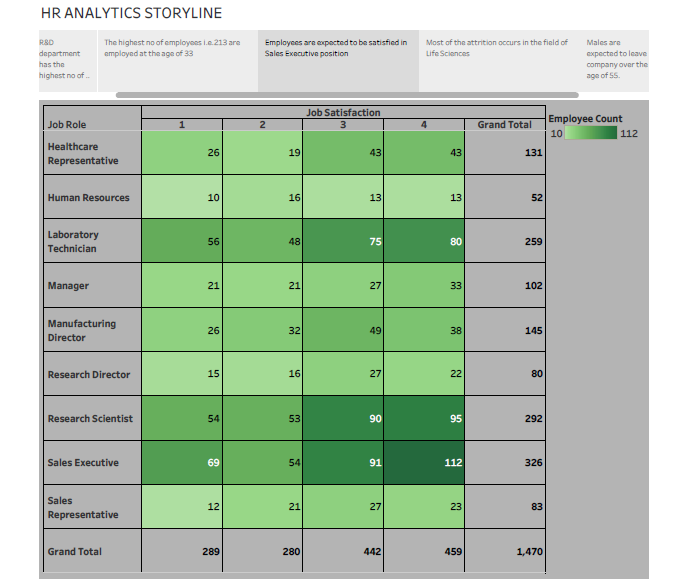 HR ANALYTICS STORYLINE
R&D
department
has the
highest no of ..
The highest no of employees i.e.213 are
employed at the age of 33
Employees are expected to be satisfied in
Sales Executive position
Most of the attrition occurs in the field of
Life Sciences
Males are
expected to leave
company over the
age of 55.
Job Satisfaction
Job Role 1 2 3 4 Grand Total
Healthcare
Representative 26 19 43 43 131
Human Resources 10 16 13 13 52
Laboratory
Technician 56 48 75 80 259
Manager 21 21 27 33 102
Manufacturing
Director 26 32 49 38 145
Research Director 15 16 27 22 80
Research Scientist 54 53 90 95 292
Sales Executive 69 54 91 112 326
Sales
Representative 12 21 27 23 83
Grand Total 289 280 442 459 1,470
Employee Count
10 112